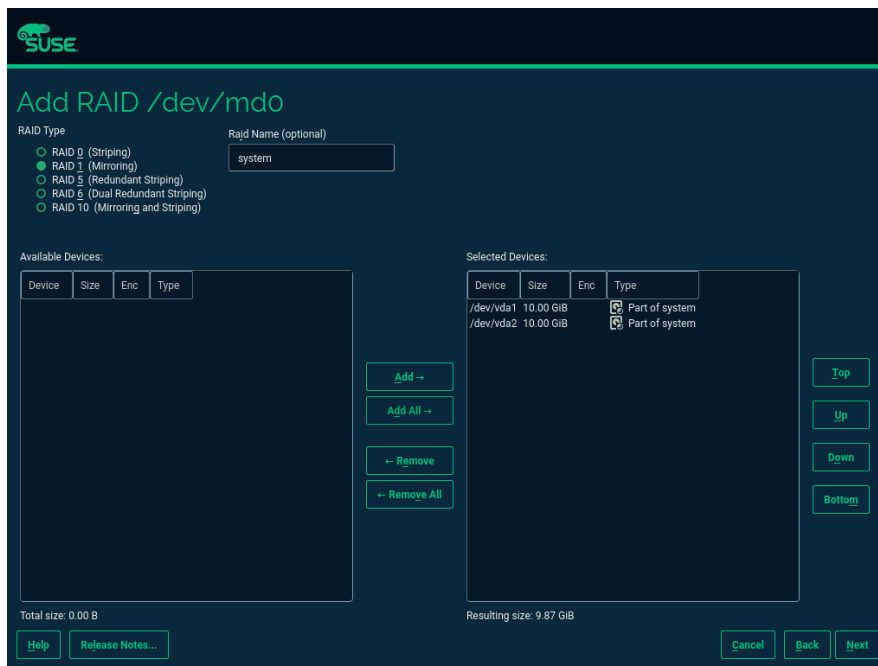 SUSE
Add RAID /dev/md0
RAID Type
RAID 0 (Striping)
RAID 1 (Mirroring)
RAID 5 (Redundant Striping)
RAID 6 (Dual Redundant Striping)
RAID 10 (Mirroring and Striping)
Raid Name (optional)
system
Available Devices:
Device Size Enc Type
Total size: 0.00 B
Add →
Add All →
← Remove
← Remove All
Selected Devices:
Device Size Enc Type
/dev/vda1 10.00 GiB Part of system
/dev/vda2 10.00 GiB Part of system
Resulting size: 9.87 GiB
Top
Up
Down
Bottom
Help Release Notes... Cancel Back Next